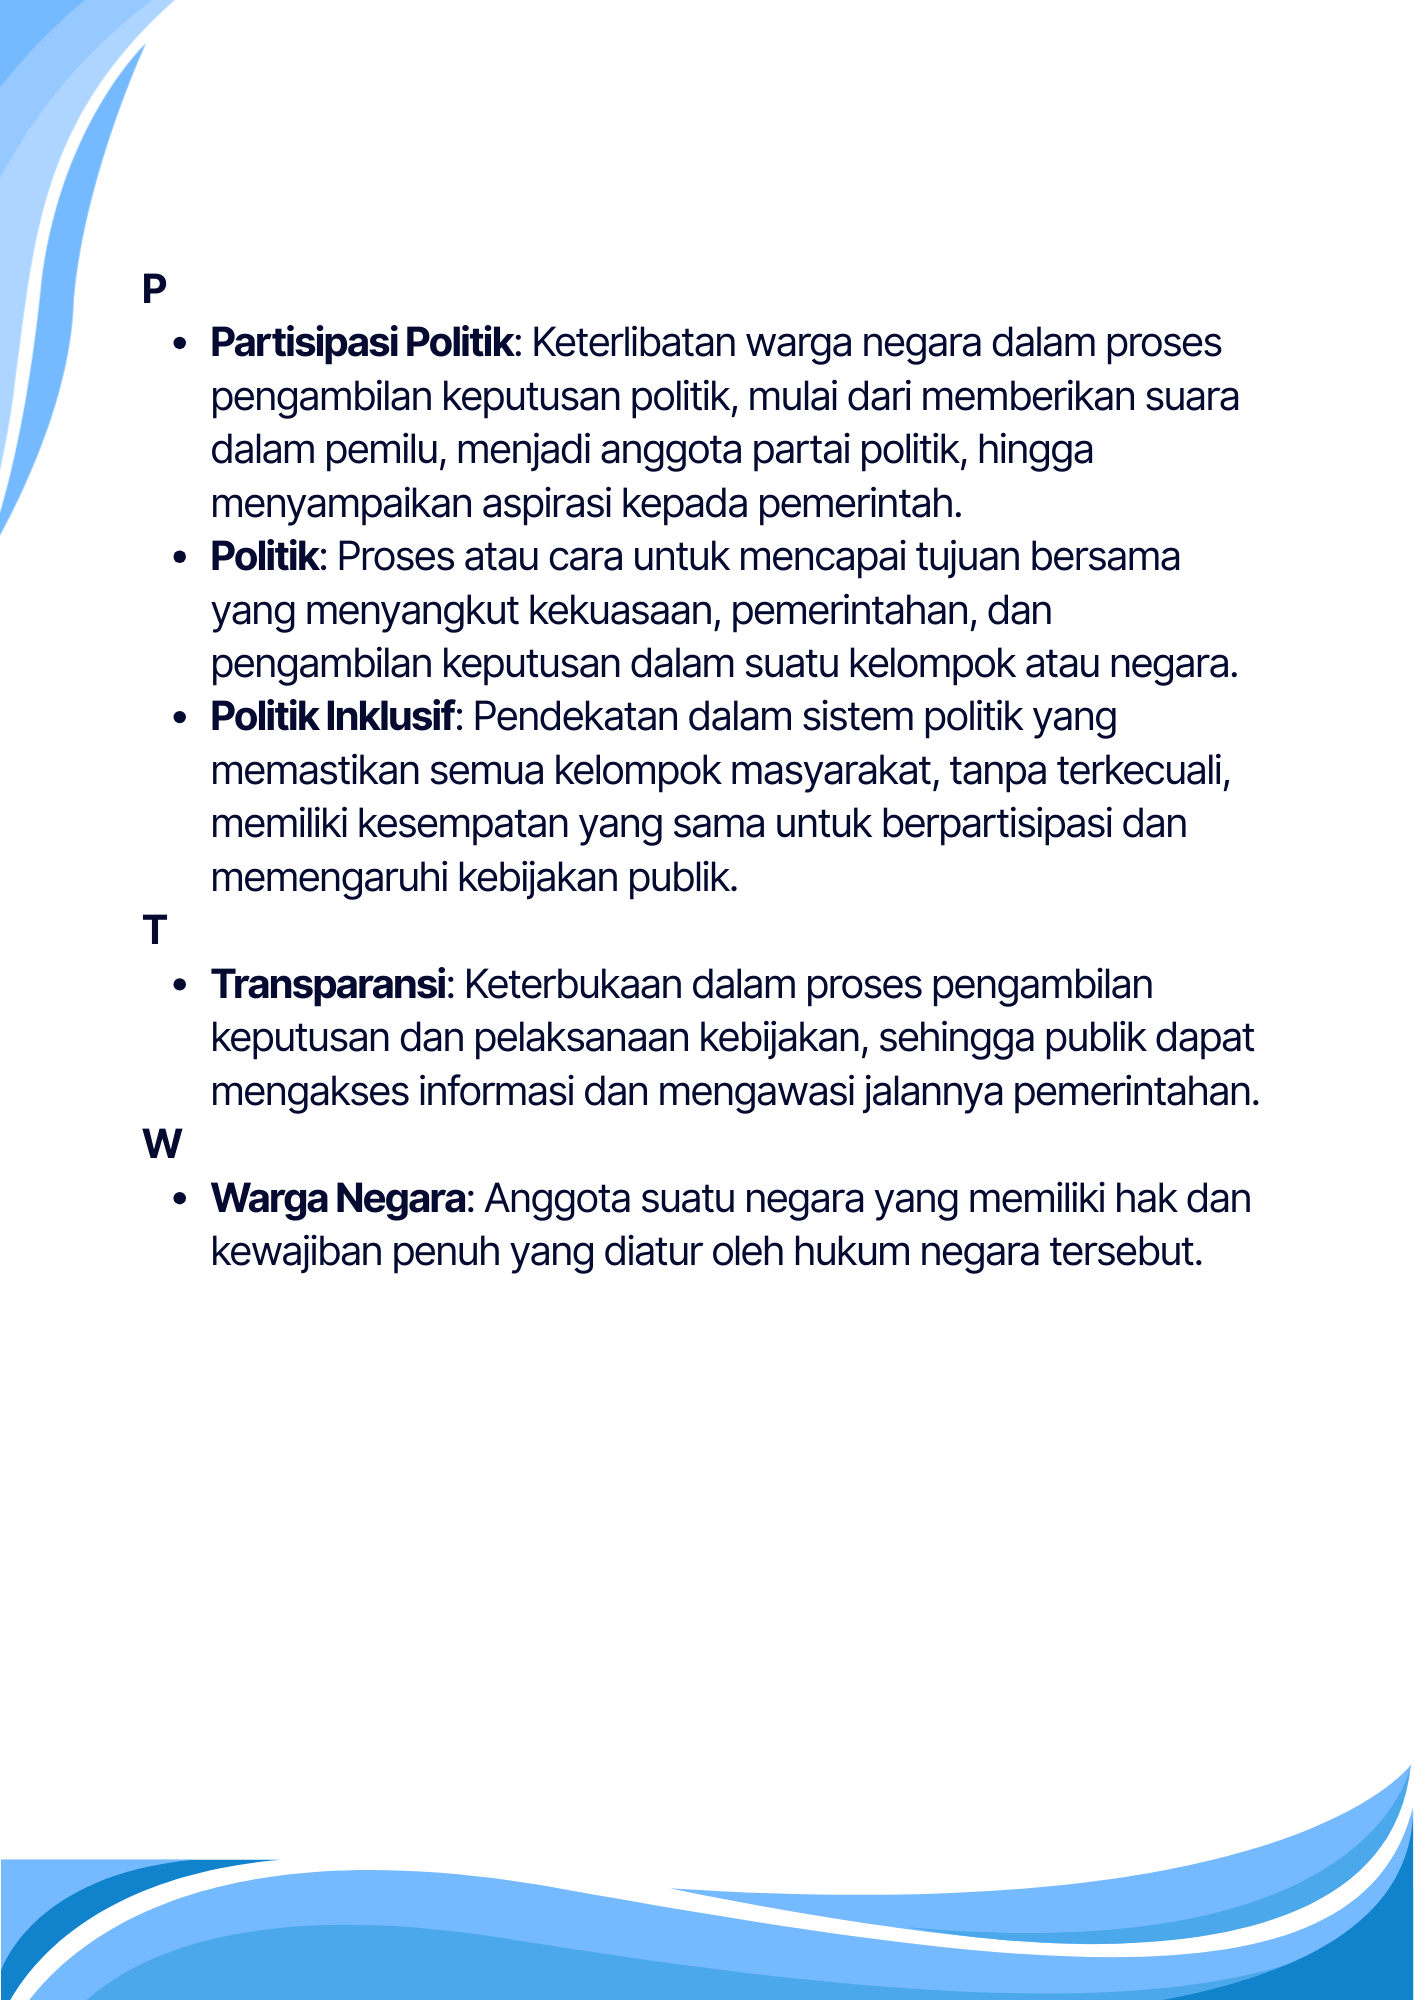 P
• Partisipasi Politik: Keterlibatan warga negara dalam proses
pengambilan keputusan politik, mulai dari memberikan suara
dalam pemilu, menjadi anggota partai politik, hingga
menyampaikan aspirasi kepada pemerintah.
• Politik: Proses atau cara untuk mencapai tujuan bersama
yang menyangkut kekuasaan, pemerintahan, dan
pengambilan keputusan dalam suatu kelompok atau negara.
• Politik Inklusif: Pendekatan dalam sistem politik yang
memastikan semua kelompok masyarakat, tanpa terkecuali,
memiliki kesempatan yang sama untuk berpartisipasi dan
memengaruhi kebijakan publik.
T
• Transparansi: Keterbukaan dalam proses pengambilan
keputusan dan pelaksanaan kebijakan, sehingga publik dapat
mengakses informasi dan mengawasi jalannya pemerintahan.
W
• Warga Negara: Anggota suatu negara yang memiliki hak dan
kewajiban penuh yang diatur oleh hukum negara tersebut.